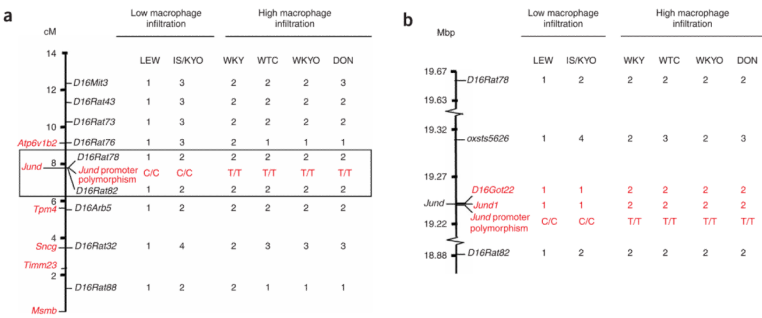 a
Low macrophage
infiltration
High macrophage
infiltration
cM
LEW IS/KYO WKY WTC WKYO DON
14
D16Mit3 1 3 2 2 2 3
12
D16Rat43 1 3 2 2 2 2
D16Rat73 1 3 2 2 2 2
10
Atp6v1b2 D16Rat76 1 3 2 1 1 1
D16Rat78 1 2 2 2 2 2
8
Jund Jund promoter
polymorphism C/C C/C T/T T/T T/T T/T
D16Rat82 1 2 2 2 2 2
6
Tpm4 D16Arb5 1 2 2 2 2 2
4
Sncg D16Rat32 1 4 2 3 3 3
Timm23
2
D16Rat88 1 2 2 1 1 1
Msmb
b
Low macrophage
infiltration
High macrophage
infiltration
Mbp
LEW IS/KYO WKY WTC WKYO DON
19.67
D16Rat78 1 2 2 2 2 2
19.63
19.32
oxsts5626 1 4 2 3 2 3
19.27
D16Got22 1 1 2 2 2 2
Jund Jund1 1 1 2 2 2 2
Jund promoter
polymorphism C/C C/C T/T T/T T/T T/T
19.22
18.88 D16Rat82 1 2 2 2 2 2